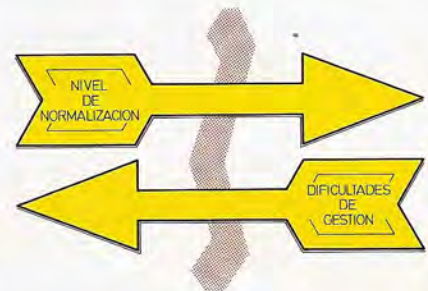 NIVEL
DE
NORMALIZACION
DIFICULTADES
DE
GESTION